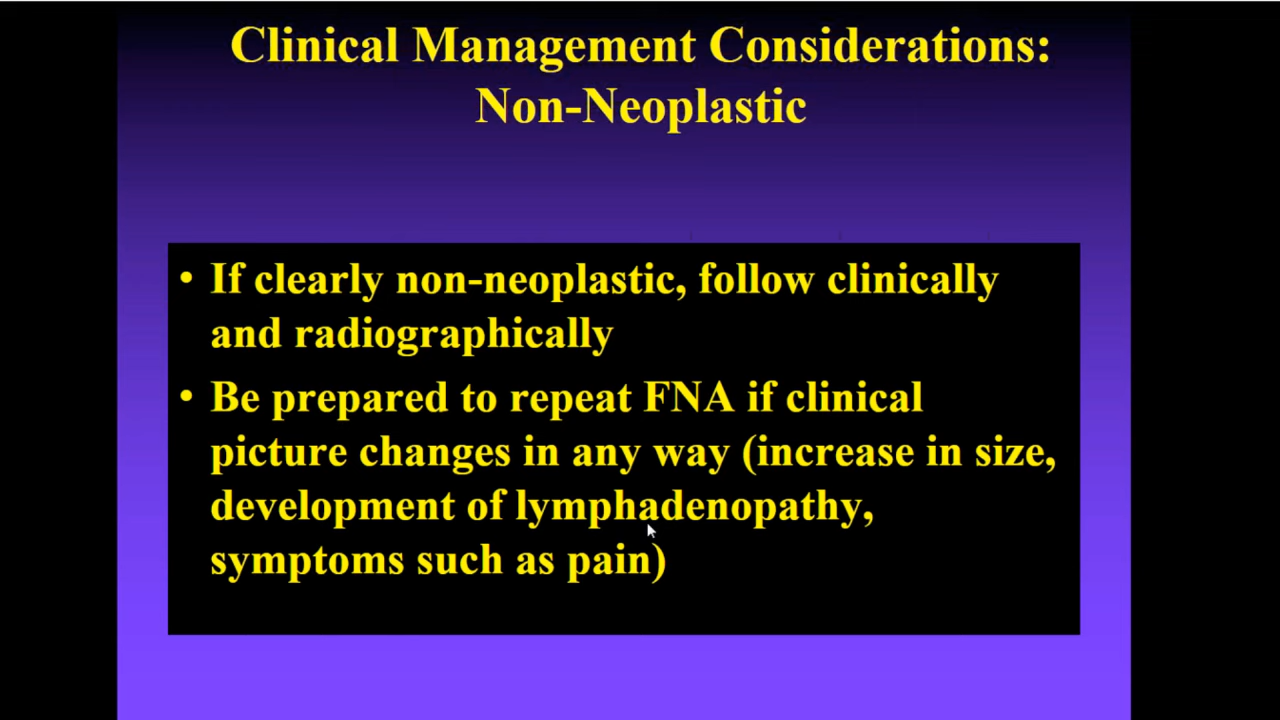 Clinical Management Considerations:
Non-Neoplastic
• If clearly non-neoplastic, follow clinically
and radiographically
• Be prepared to repeat FNA if clinical
picture changes in any way (increase in size,
development of lymphadenopathy,
symptoms such as pain)